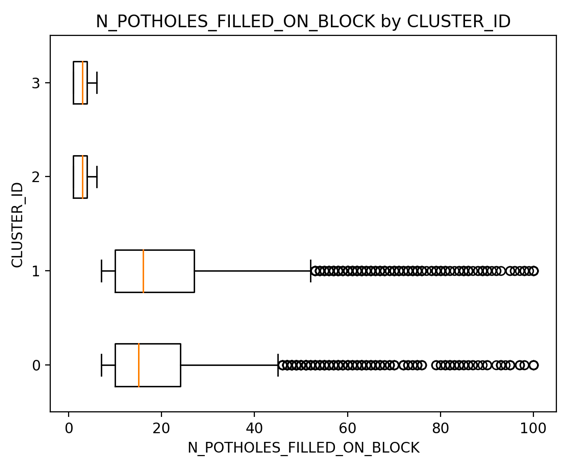 N_POTHOLES_FILLED_ON_BLOCK by CLUSTER_ID
3
2
1
0
CLUSTER_ID
0 20 40 60 80 100
N_POTHOLES_FILLED_ON_BLOCK